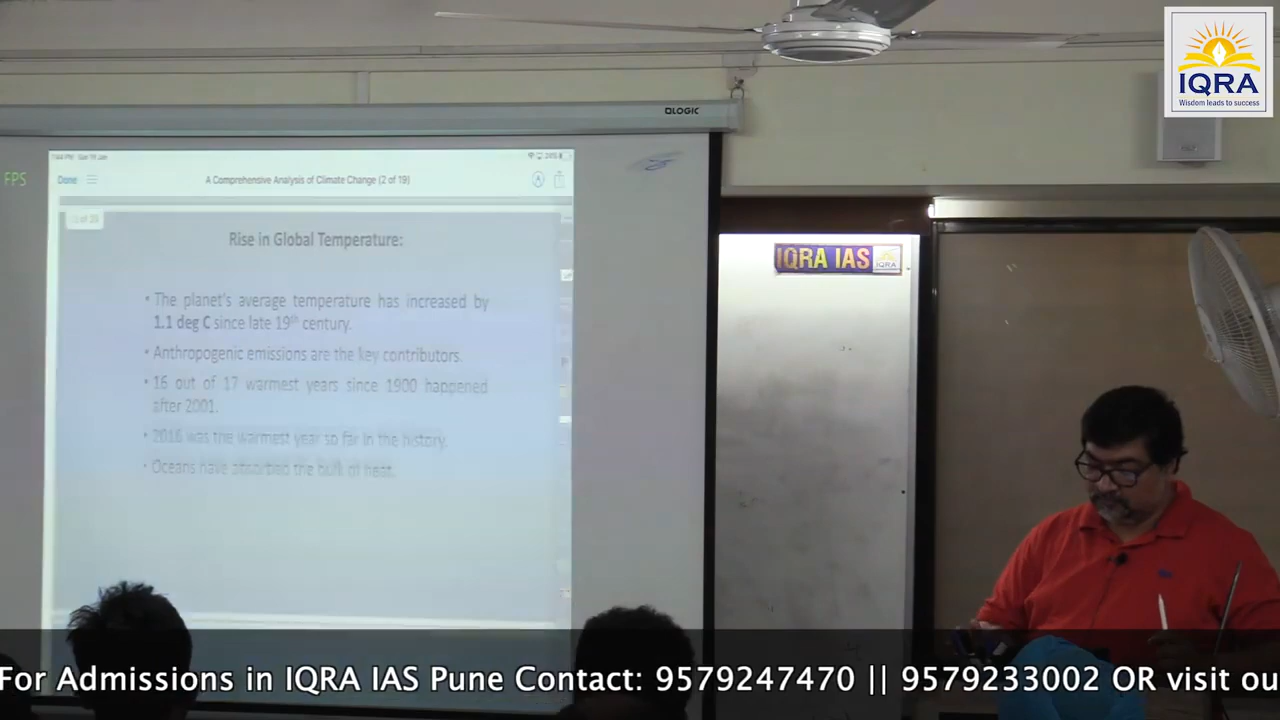 IQRA
Wisdom leads to success
LOGIC
FPS
Done
A Comprehensive Analysis of Climate Change (2 of 19)
Rise in Global Temperature:
• The planet's average temperature has increased by
1.1 deg C since late 19th century.
• Anthropogenic emissions are the key contributors.
• 16 out of 17 warmest years since 1900 happened
after 2001.
• 2016 was the warmest year so far in the history.
• Oceans have absorbed the bulk of heat.
IQRA IAS
IQRA
For Admissions in IQRA IAS Pune Contact: 9579247470 || 9579233002 OR visit ou